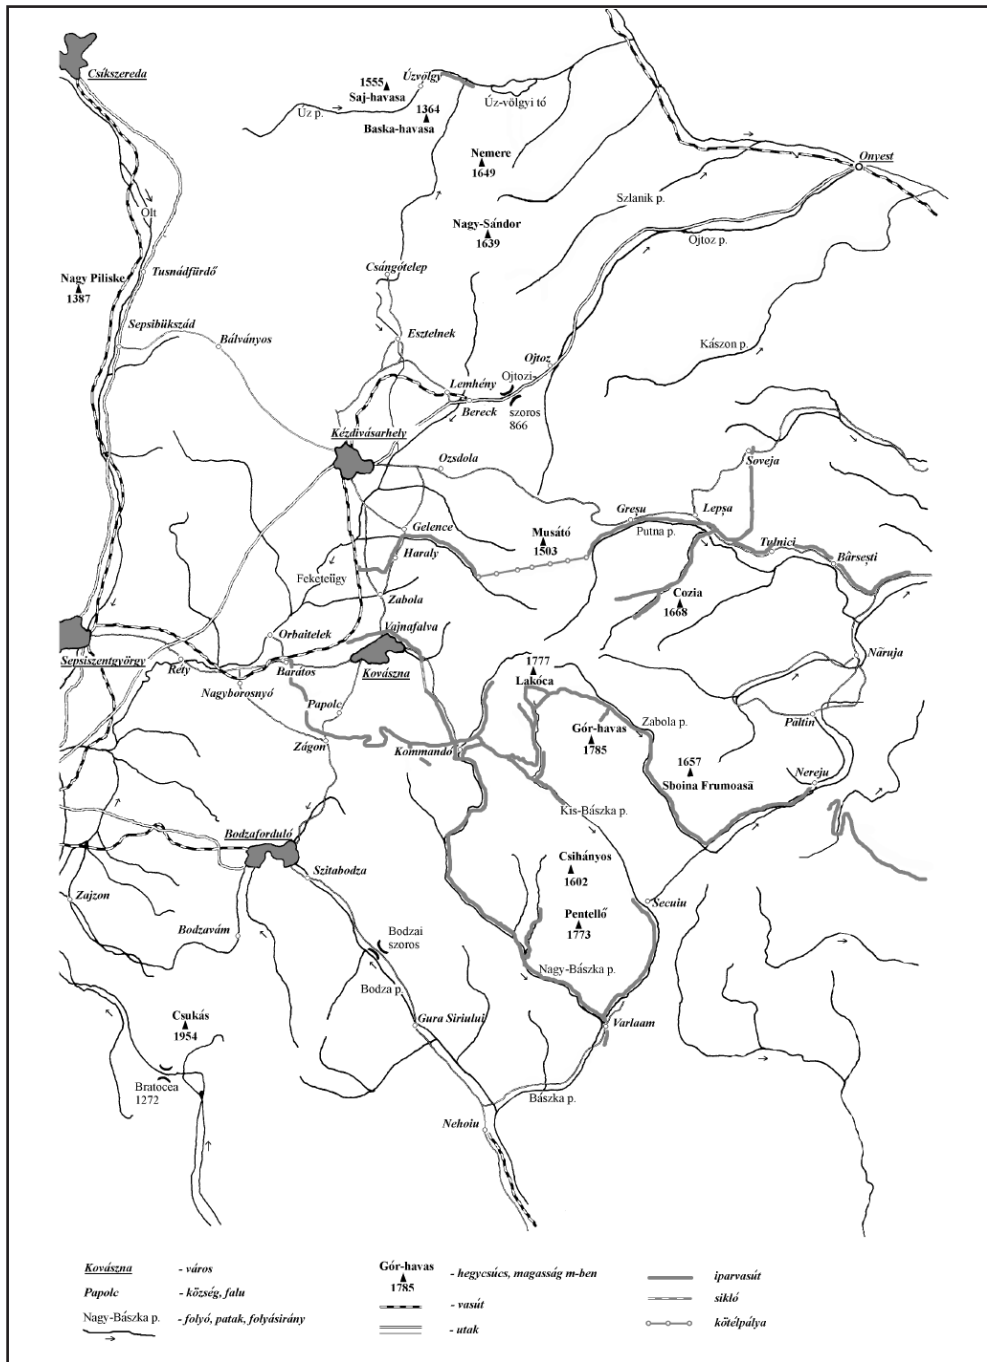 Csíkszereda
1555
Saj-havasa
Úzvölgy
Úz p.
1364
Baska-havasa
Úz-völgyi tó
Nemere
1649
Onyest
Szlanik p.
Olt
Nagy-Sándor
1639
Ojtoz p.
Tusnádfürdő
Nagy Piliske
1387
Csángótelep
Sepsibükszád
Bálványos
Esztelnek
Kászon p.
Ojtoz
Ojtozi-
szoros
866
Lemhény
Bereck
Kézdivásárhely
Ozsdola
Soveja
Greşu
Lepşa
Putna p.
Gelence
Haraly
Musátó
1503
Tulnici
Bârseşti
Feketeügy
Zabola
Cozia
1668
Orbaitelek
Vajnafalva
Sepsiszentgyörgy
Réty
Barátos
Kovászna
Năruja
Nagyborosnyó
1777
Lakóca
Papolc
Gór-havas
1785
Zabola p.
Paltin
Zágon
Kommandó
1657
Sboina Frumoasă
Nereju
Kis-Bászka p.
Bodzaforduló
Szitabodza
Csihányos
1602
Zajzon
Secuiu
Bodzavám
Pentellő
1773
Bodzai
szoros
Nagy-Bászka p.
Bodza p.
Csukás
1954
Gura Siriului
Varlaam
Bratocea
1272
Bászka p.
Nehoiu
Kovászna - város
Papolc - község, falu
Nagy-Bászka p. - folyó, patak, folyásirány
Gór-havas
1785
- hegycsúcs, magasság m-ben
- vasút
- utak
iparvasút
sikló
kötélpálya